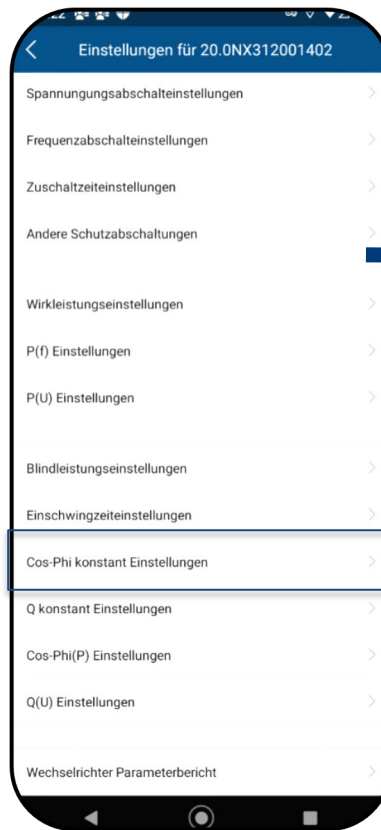 Einstellungen für 20.0NX312001402
Spannungungsabschalteinstellungen
Frequenzabschalteinstellungen
Zuschaltzeiteinstellungen
Andere Schutzabschaltungen
Wirkleistungseinstellungen
P(f) Einstellungen
P(U) Einstellungen
Blindleistungseinstellungen
Einschwingzeiteinstellungen
Cos-Phi konstant Einstellungen
Q konstant Einstellungen
Cos-Phi(P) Einstellungen
Q(U) Einstellungen
Wechselrichter Parameterbericht